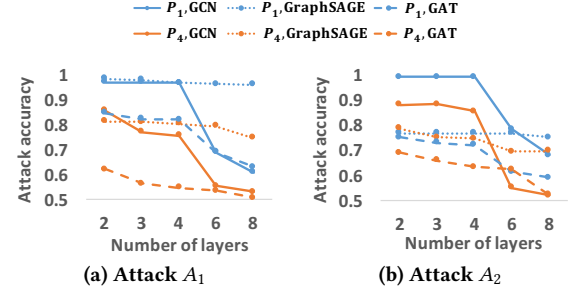 P₁,GCN P₁,GraphSAGE P₁,GAT
P₄,GCN P₄,GraphSAGE P₄,GAT
Attack accuracy
1
0.9
0.8
0.7
0.6
0.5
2 3 4 6 8
Number of layers
(a) Attack A₁
Attack accuracy
1
0.9
0.8
0.7
0.6
0.5
2 3 4 6 8
Number of layers
(b) Attack A₂